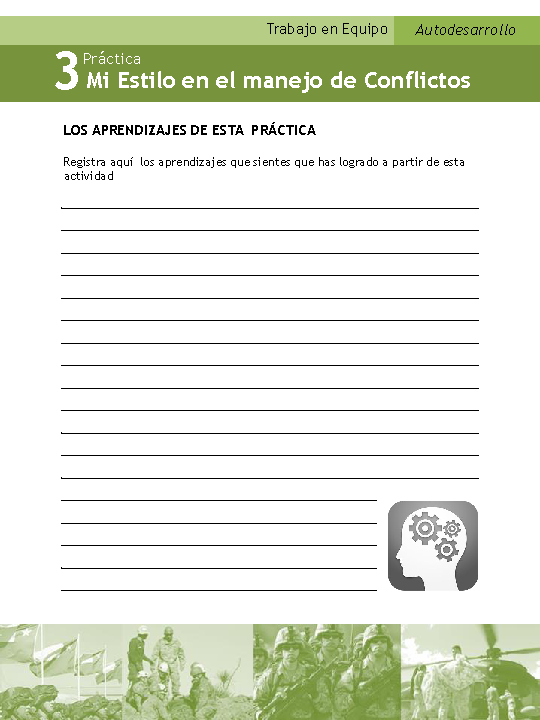 Trabajo en Equipo
Autodesarrollo
3
Práctica
Mi Estilo en el manejo de Conflictos
LOS APRENDIZAJES DE ESTA PRÁCTICA
Registra aquí los aprendizajes que sientes que has logrado a partir de esta
actividad